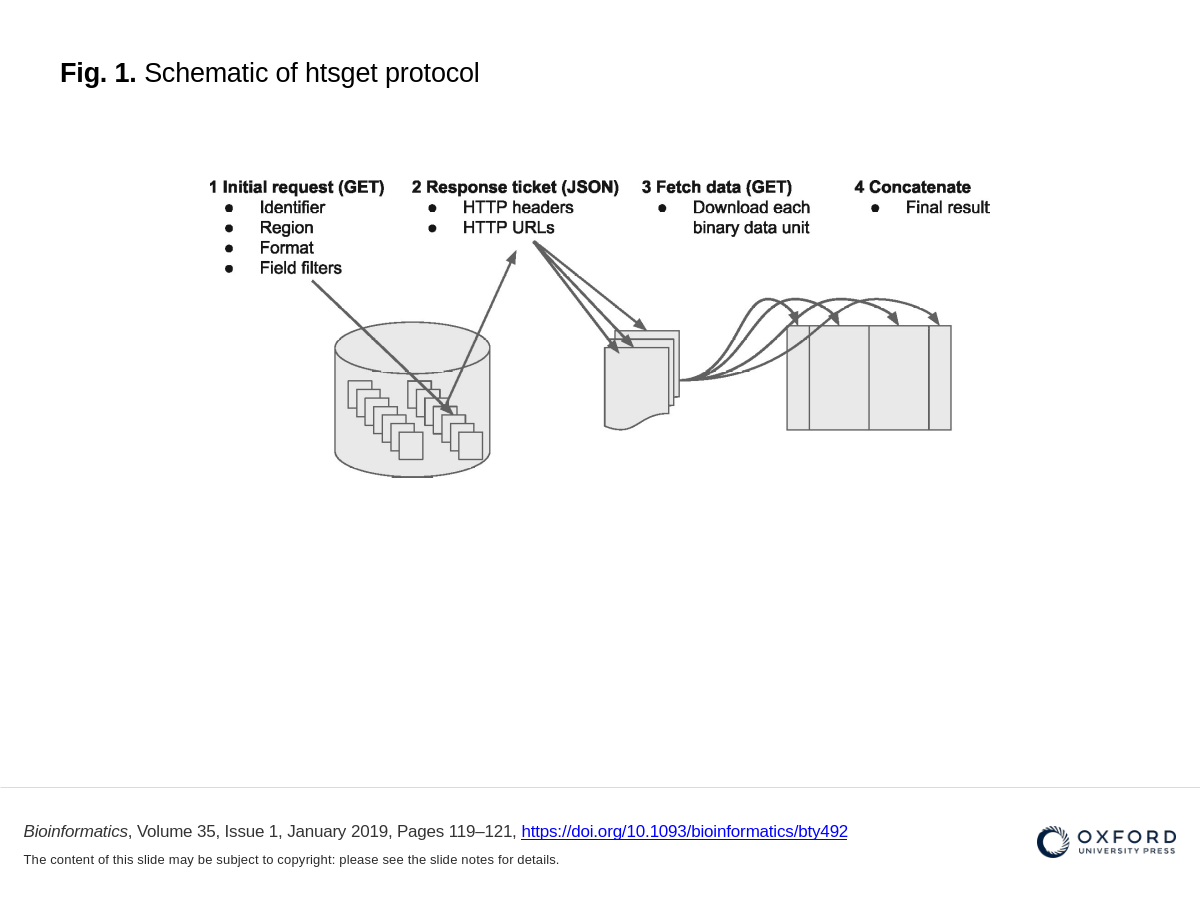 Fig. 1. Schematic of htsget protocol
1 Initial request (GET)
● Identifier
● Region
● Format
● Field filters
2 Response ticket (JSON)
● HTTP headers
● HTTP URLs
3 Fetch data (GET)
● Download each
binary data unit
4 Concatenate
● Final result
Bioinformatics, Volume 35, Issue 1, January 2019, Pages 119–121, https://doi.org/10.1093/bioinformatics/bty492
The content of this slide may be subject to copyright: please see the slide notes for details.
OXFORD
UNIVERSITY PRESS